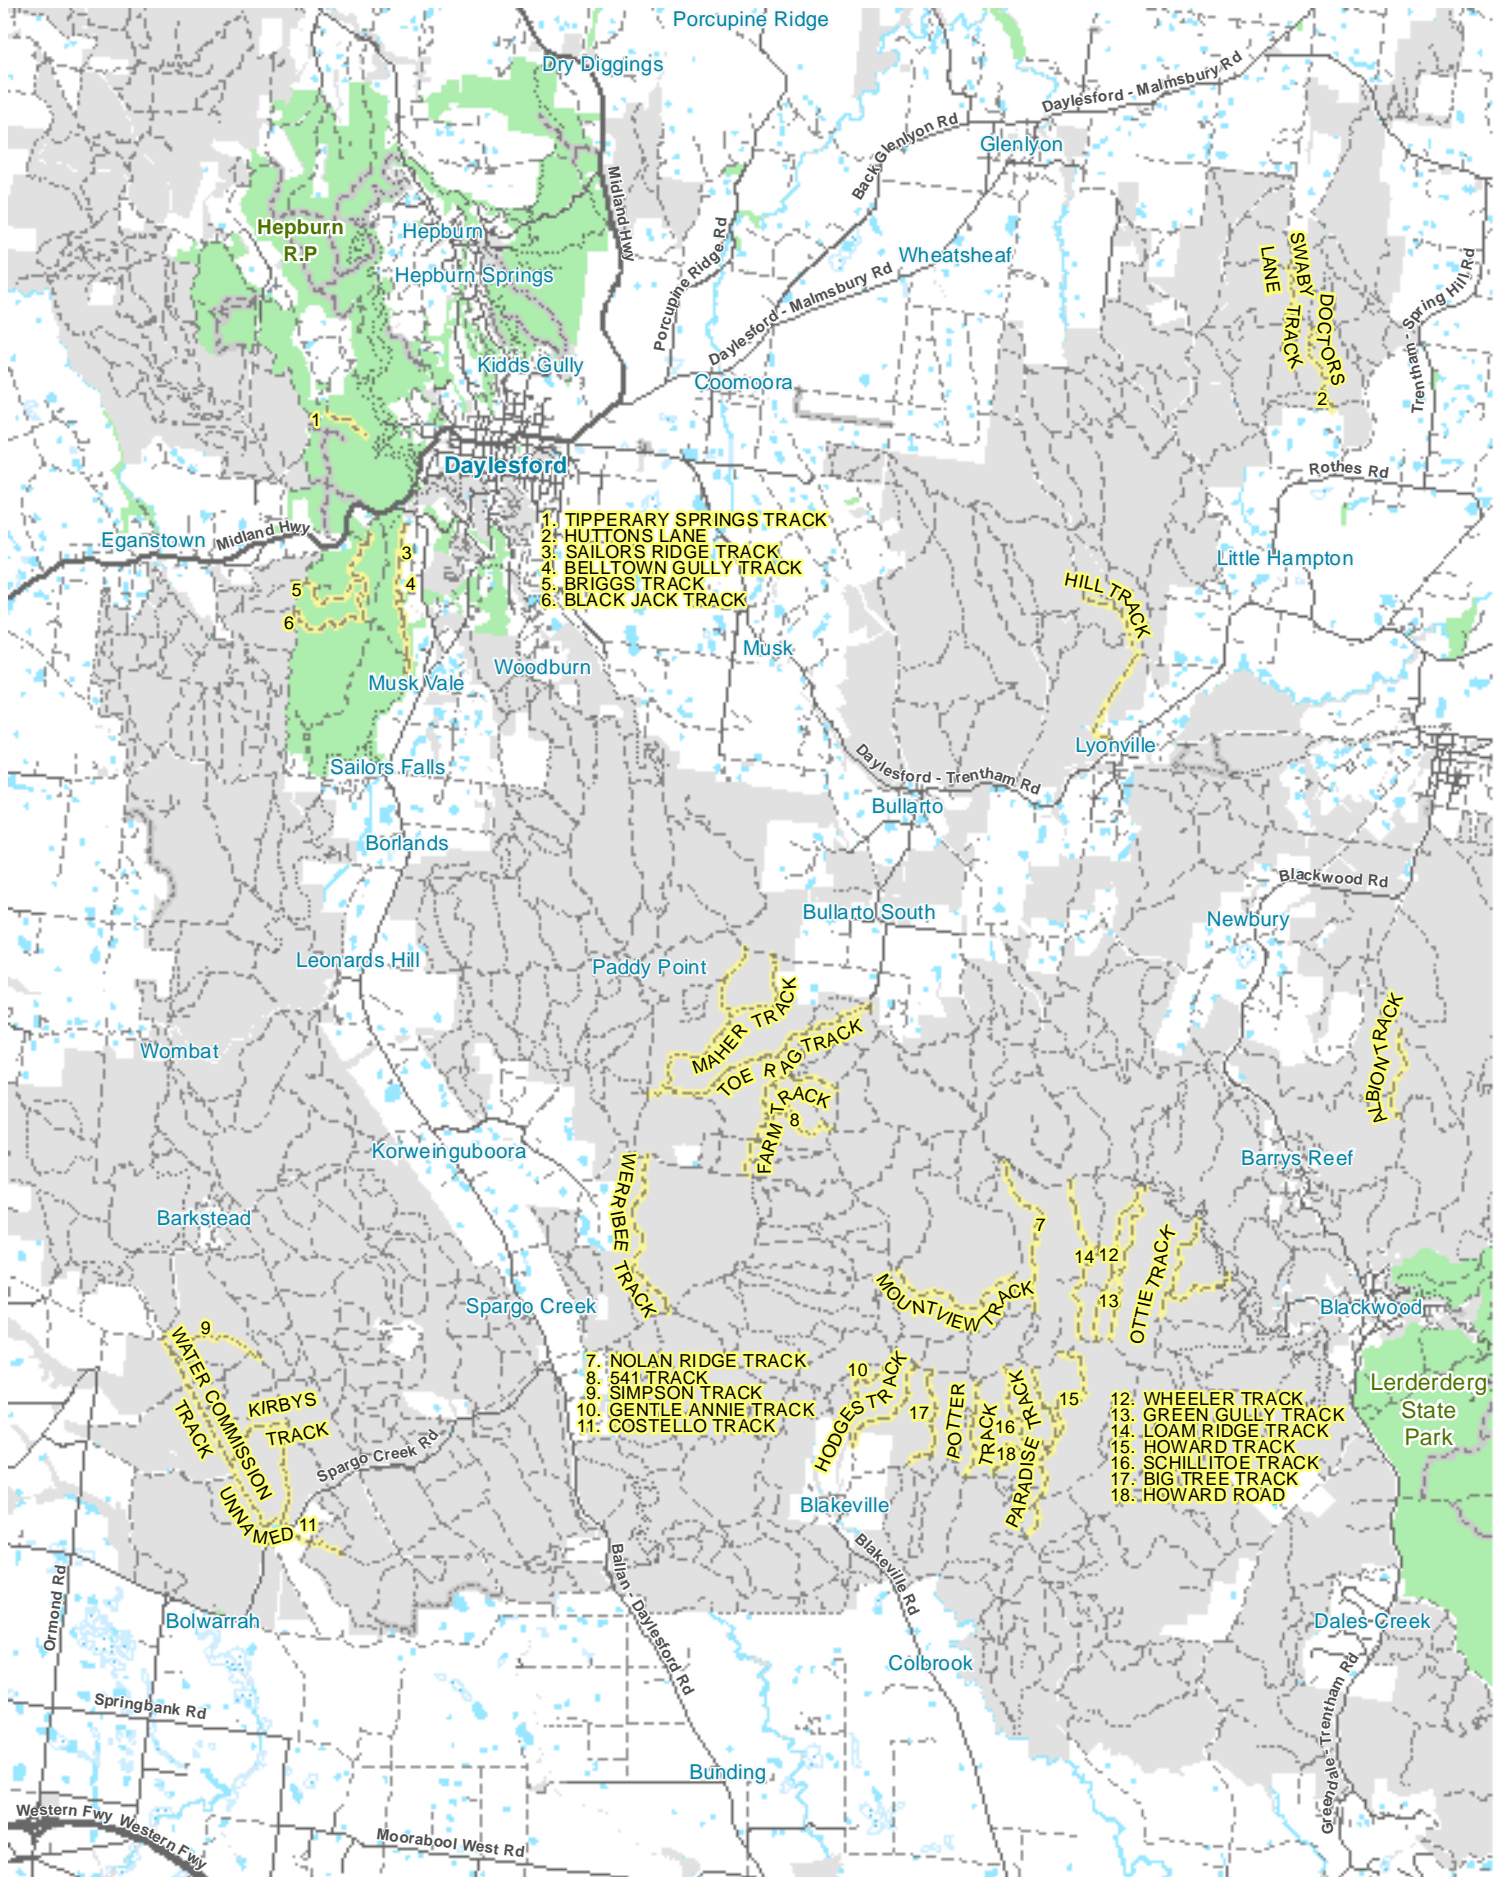 Porcupine Ridge
Dry Diggings
Daylesford - Malmsbury Rd
Back Glenlyon Rd
Glenlyon
Midland Hwy
Hepburn
R.P
Hepburn
Hepburn Springs
Porcupine Ridge Rd
Wheatsheaf
Daylesford - Malmsbury Rd
SWABY
LANE
TRACK
DOCTORS
2
Trentham - Spring Hill Rd
Kidds Gully
Coomoora
1
Daylesford
Rothes Rd
Eganstown
Midland Hwy
1. TIPPERARY SPRINGS TRACK
2. HUTTONS LANE
3. SAILORS RIDGE TRACK
4. BELLTOWN GULLY TRACK
5. BRIGGS TRACK
6. BLACK JACK TRACK
3
4
5
6
Little Hampton
HILL TRACK
Musk
Woodburn
Musk Vale
Lyonville
Sailors Falls
Daylesford - Trentham Rd
Bullarto
Borlands
Blackwood Rd
Bullarto South
Newbury
Leonards Hill
Paddy Point
MAHER TRACK
TOE RAG TRACK
ALBION TRACK
Wombat
FARM TRACK
8
Korweinguboora
Barrys Reef
WERRIBEE TRACK
Barkstead
7
14
12
13
OTTIE TRACK
MOUNTVIEW TRACK
Spargo Creek
Blackwood
9
WATER COMMISSION
TRACK
KIRBYS
TRACK
7. NOLAN RIDGE TRACK
8. 541 TRACK
9. SIMPSON TRACK
10. GENTLE ANNIE TRACK
11. COSTELLO TRACK
10
HODGES TRACK
17
POTTER
TRACK
16
18
PARADISE TRACK
15
12. WHEELER TRACK
13. GREEN GULLY TRACK
14. LOAM RIDGE TRACK
15. HOWARD TRACK
16. SCHILLITOE TRACK
17. BIG TREE TRACK
18. HOWARD ROAD
Lerderderg
State
Park
Spargo Creek Rd
UNNAMED
11
Blakeville
Blakeville Rd
Ballan - Daylesford Rd
Ormond Rd
Bolwarrah
Dales Creek
Colbrook
Springbank Rd
Greendale - Trentham Rd
Bunding
Western Fwy
Western Fwy
Moorabool West Rd